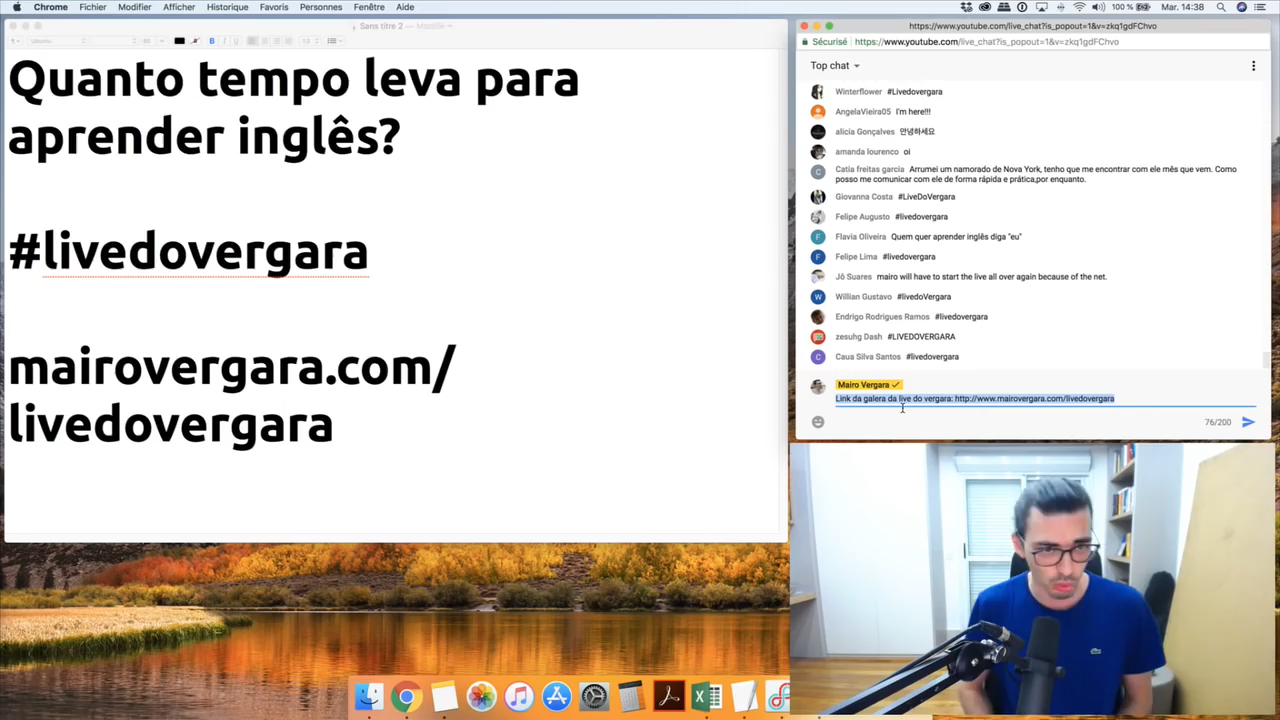 Chrome Fichier Modifier Afficher Historique Favoris Personnes Fenêtre Aide
100 % Mar. 14:38
Sans titre 2 — Modifié
Ubuntu
Quanto tempo leva para
aprender inglês?
#livedovergara
mairovergara.com/
livedovergara
https://www.youtube.com/live_chat?is_popout=1&v=zkq1gdFChvo
Sécurisé https://www.youtube.com/live_chat?is_popout=1&v=zkq1gdFChvo
Top chat
Winterflower #Livedovergara
AngelaVieira05 I'm here!!!
alicia Gonçalves 안녕하세요
amanda lourenco oi
Catia freitas garcia Arrumei um namorado de Nova York, tenho que me encontrar com ele mês que vem. Como
posso me comunicar com ele de forma rápida e prática,por enquanto.
Giovanna Costa #LiveDoVergara
Felipe Augusto #livedovergara
Flavia Oliveira Quem quer aprender inglês diga "eu"
Felipe Lima #livedovergara
Jô Suares mairo will have to start the live all over again because of the net.
Willian Gustavo #livedoVergara
Endrigo Rodrigues Ramos #livedovergara
zesuhg Dash #LIVEDOVERGARA
Caua Silva Santos #livedovergara
Mairo Vergara
Link da galera da live do vergara: http://www.mairovergara.com/livedovergara
76/200